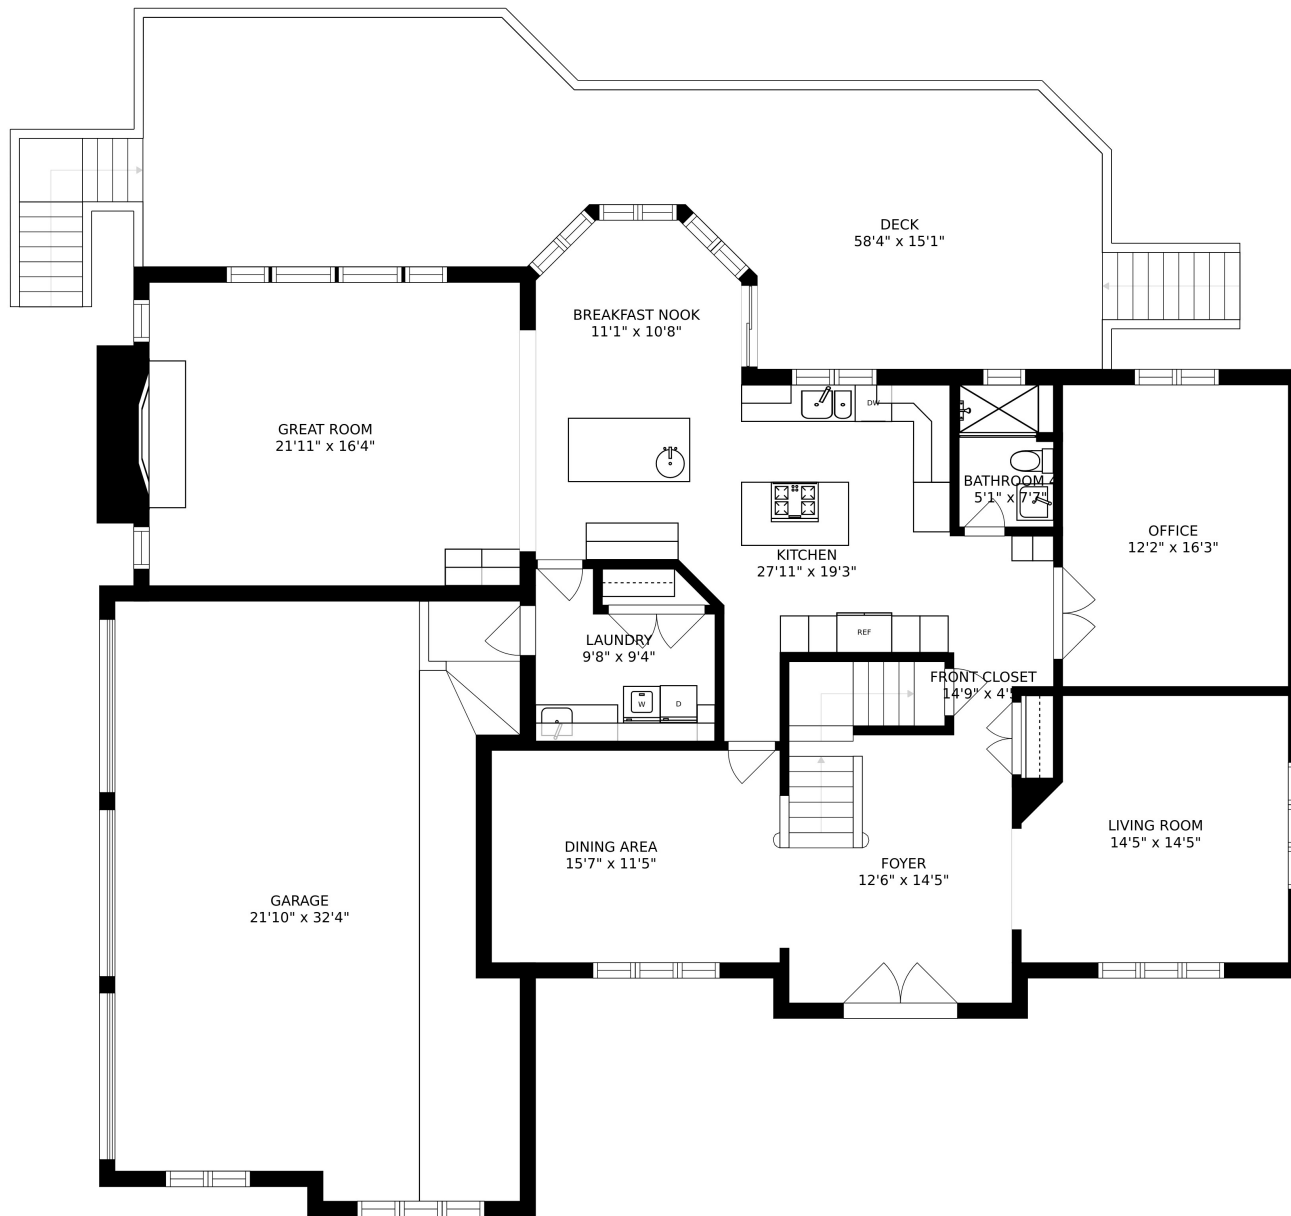 DECK
58'4" x 15'1"
BREAKFAST NOOK
11'1" x 10'8"
GREAT ROOM
21'11" x 16'4"
DW
BATHROOM
5'1" x 7'7"
OFFICE
12'2" x 16'3"
KITCHEN
27'11" x 19'3"
REF
LAUNDRY
9'8" x 9'4"
W
D
FRONT CLOSET
14'9"
DINING AREA
15'7" x 11'5"
FOYER
12'6" x 14'5"
LIVING ROOM
14'5" x 14'5"
GARAGE
21'10" x 32'4"